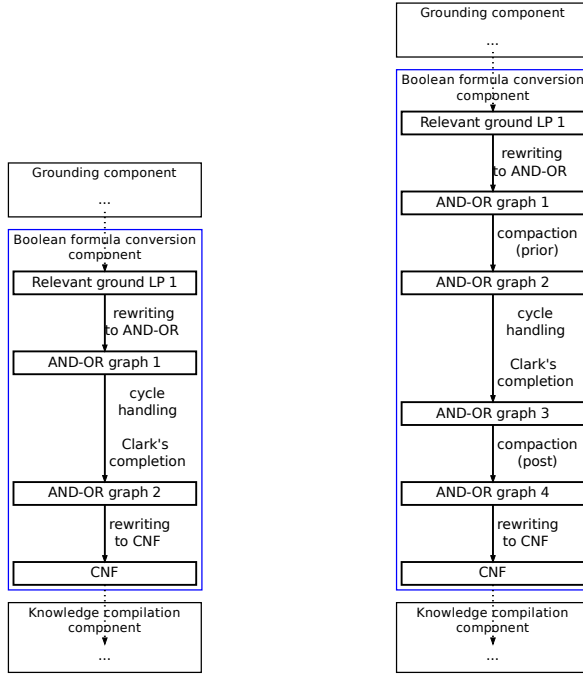 Grounding component
...
Boolean formula conversion
component
Relevant ground LP 1
rewriting
to AND-OR
AND-OR graph 1
cycle
handling
Clark's
completion
AND-OR graph 2
rewriting
to CNF
CNF
Knowledge compilation
component
...
Grounding component
...
Boolean formula conversion
component
Relevant ground LP 1
rewriting
to AND-OR
AND-OR graph 1
compaction
(prior)
AND-OR graph 2
cycle
handling
Clark's
completion
AND-OR graph 3
compaction
(post)
AND-OR graph 4
rewriting
to CNF
CNF
Knowledge compilation
component
...